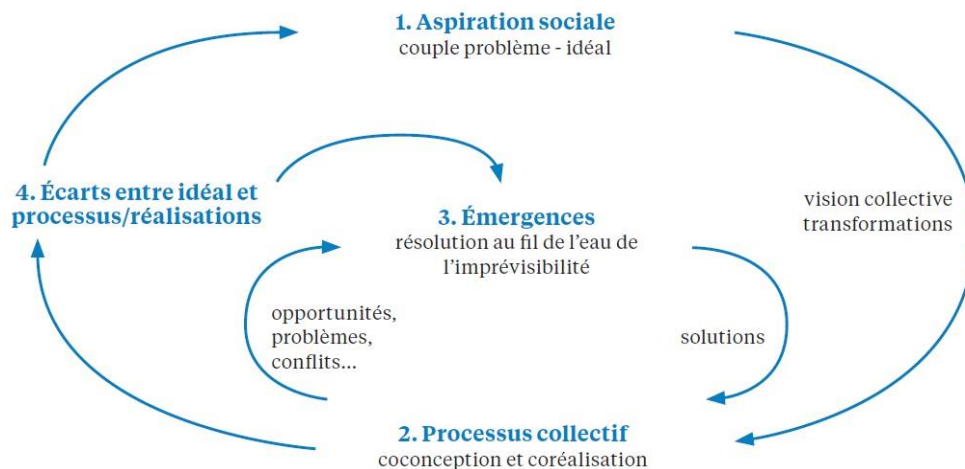 1. Aspiration sociale
couple problème - idéal
4. Écarts entre idéal et
processus/réalisations
3. Émergences
résolution au fil de l'eau de
l'imprévisibilité
vision collective
transformations
opportunités,
problèmes,
conflits...
solutions
2. Processus collectif
coconception et coréalisation